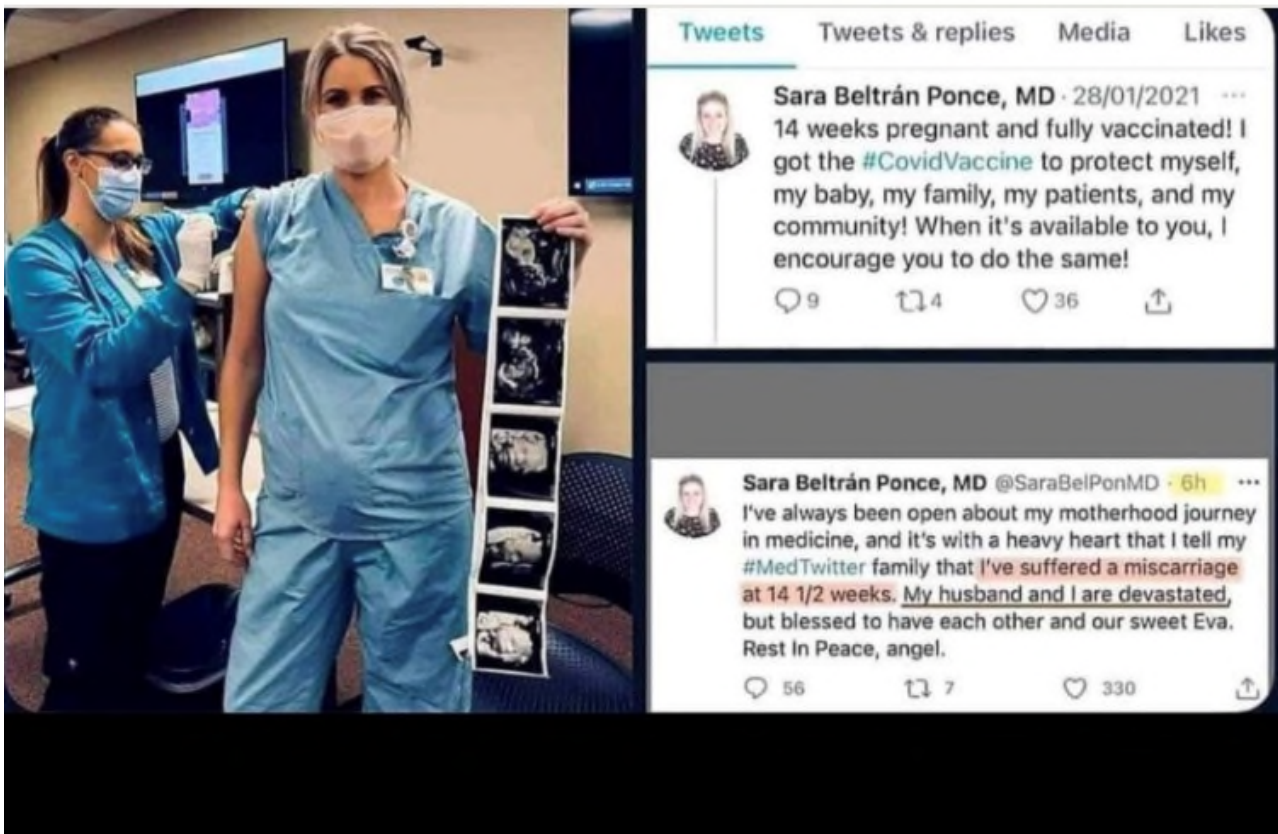 Tweets Tweets & replies Media Likes
Sara Beltrán Ponce, MD · 28/01/2021 ···
14 weeks pregnant and fully vaccinated! I
got the #CovidVaccine to protect myself,
my baby, my family, my patients, and my
community! When it's available to you, I
encourage you to do the same!
9 4 36
Sara Beltrán Ponce, MD @SaraBelPonMD · 6h ···
I've always been open about my motherhood journey
in medicine, and it's with a heavy heart that I tell my
#MedTwitter family that I've suffered a miscarriage
at 14 1/2 weeks. My husband and I are devastated,
but blessed to have each other and our sweet Eva.
Rest In Peace, angel.
56 7 330